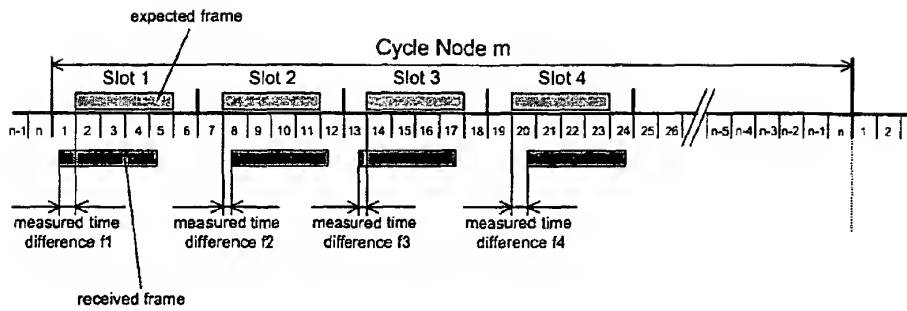 expected frame
Cycle Node m
Slot 1 Slot 2 Slot 3 Slot 4
n-1 n 1 2 3 4 5 6 7 8 9 10 11 12 13 14 15 16 17 18 19 20 21 22 23 24 25 26 n-5 n-4 n-3 n-2 n-1 n 1 2
measured time measured time measured time measured time
difference f1 difference f2 difference f3 difference f4
received frame